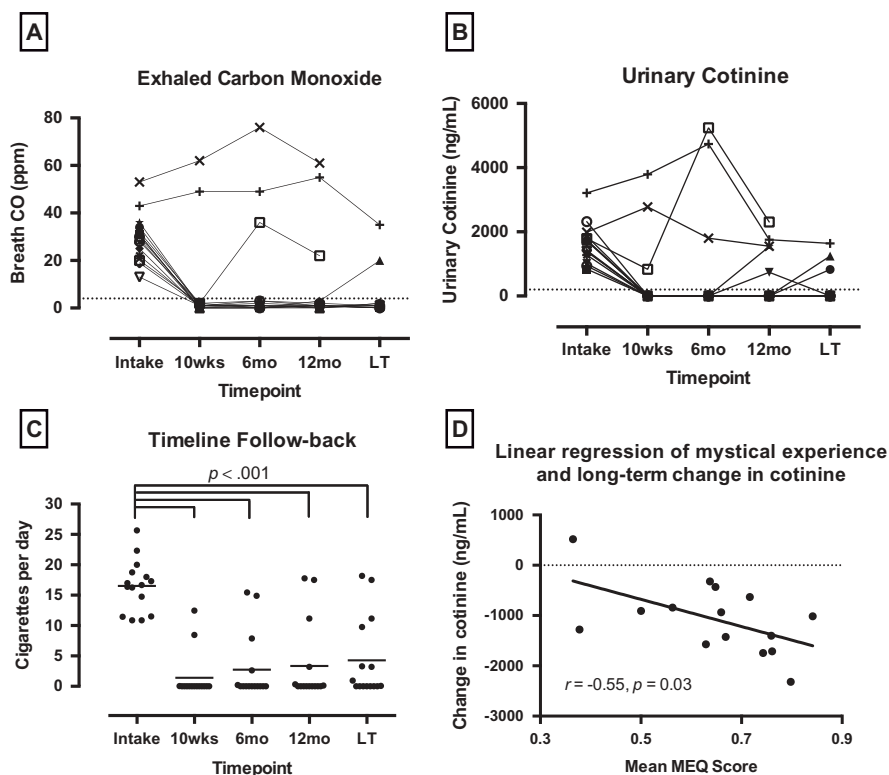 A
Exhaled Carbon Monoxide
Breath CO (ppm)
80
60
40
20
0
Intake 10wks 6mo 12mo LT
Timepoint
B
Urinary Cotinine
Urinary Cotinine (ng/mL)
6000
4000
2000
0
Intake 10wks 6mo 12mo LT
Timepoint
C
Timeline Follow-back
p < .001
Cigarettes per day
30
25
20
15
10
5
0
Intake 10wks 6mo 12mo LT
Timepoint
D
Linear regression of mystical experience
and long-term change in cotinine
Change in cotinine (ng/mL)
1000
0
-1000
-2000
-3000
r = -0.55, p = 0.03
0.3 0.5 0.7 0.9
Mean MEQ Score